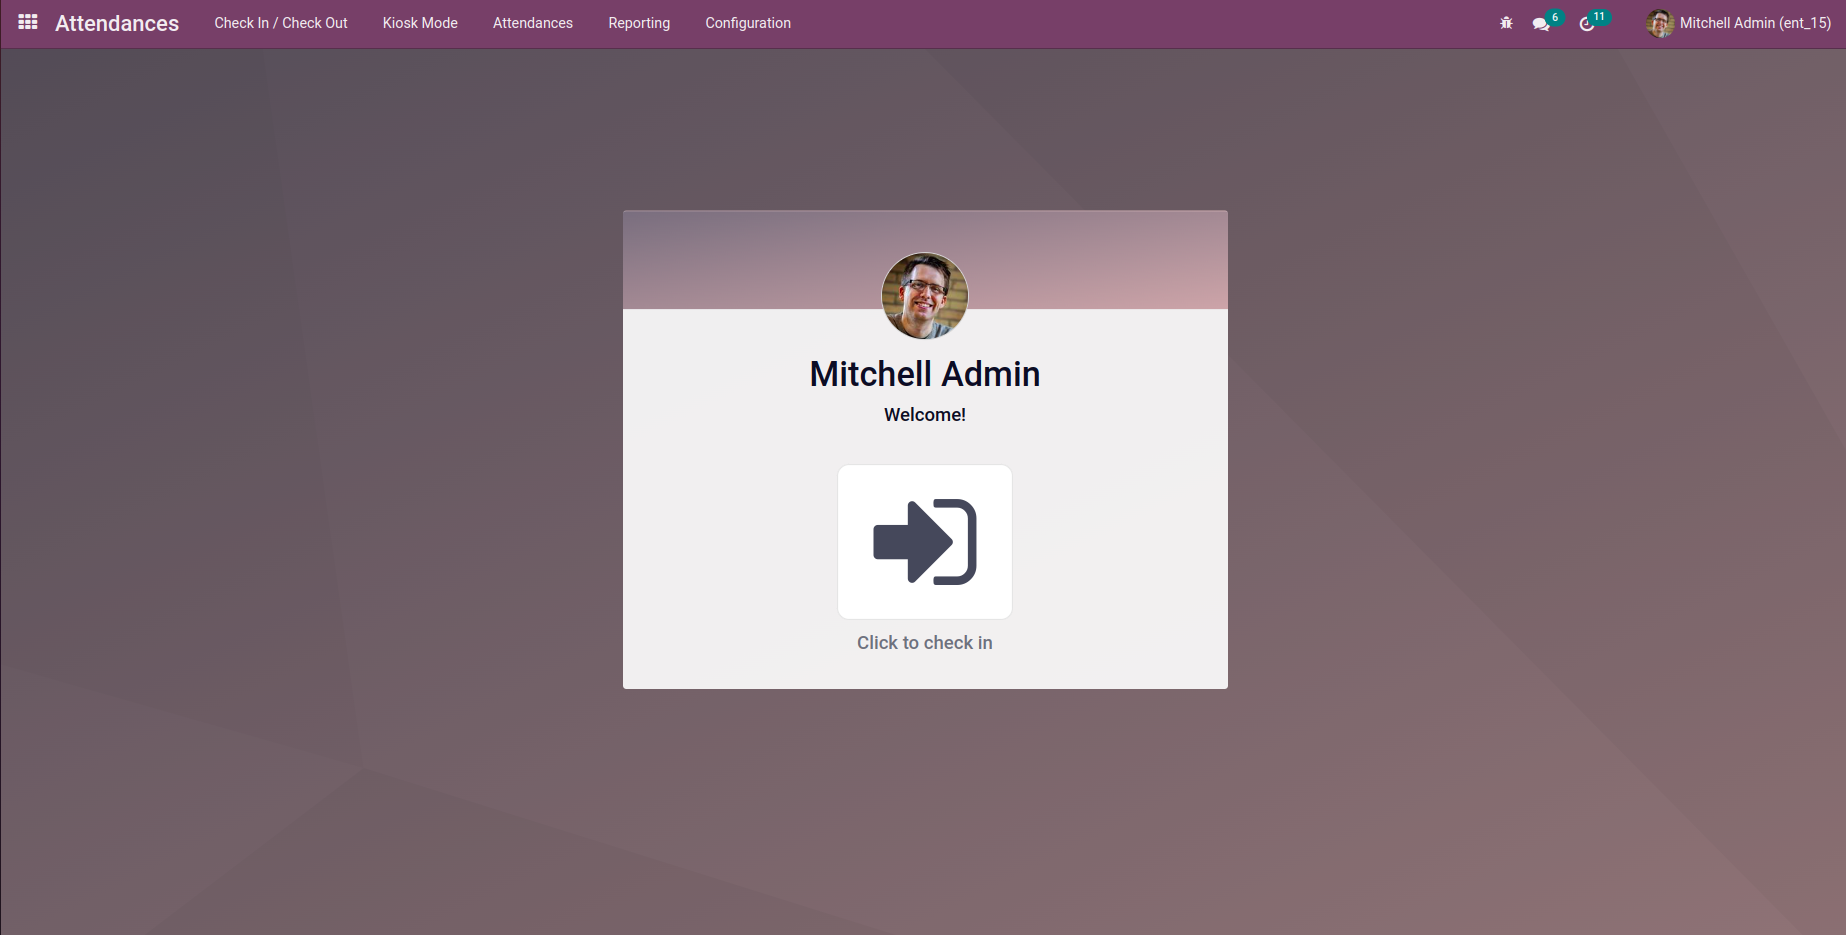 Attendances Check In / Check Out Kiosk Mode Attendances Reporting Configuration 6 11 Mitchell Admin (ent_15)
Mitchell Admin
Welcome!
Click to check in